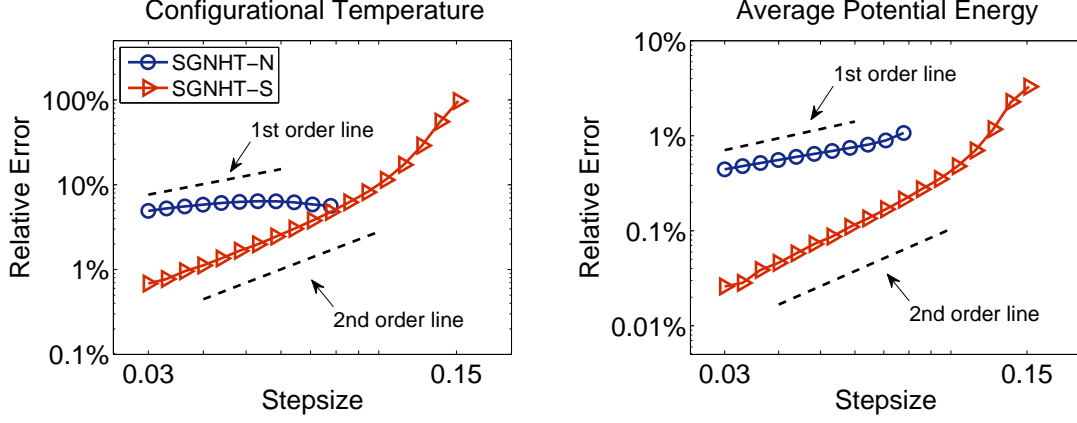 Configurational Temperature
SGNHT-N
SGNHT-S
100%
10%
1%
0.1%
Relative Error
1st order line
2nd order line
0.03
0.15
Stepsize
Average Potential Energy
10%
1%
0.1%
0.01%
Relative Error
1st order line
2nd order line
0.03
0.15
Stepsize